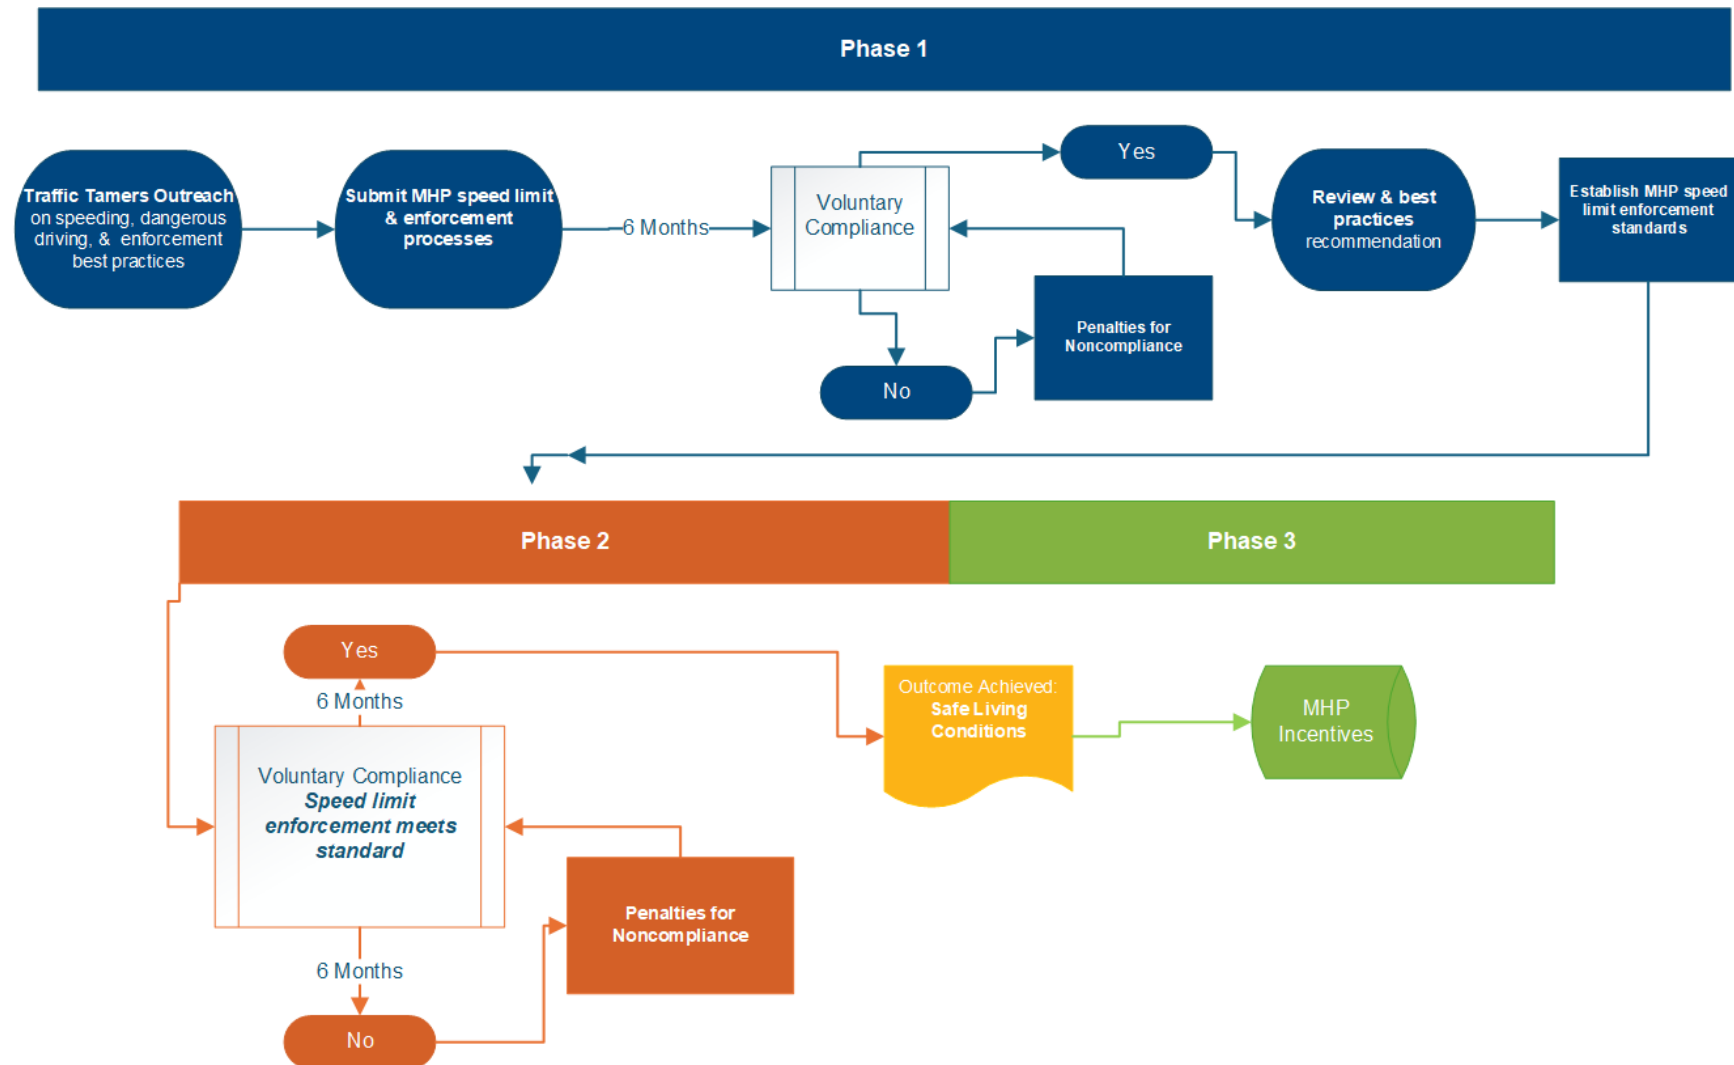 Phase 1
Traffic Tamers Outreach
on speeding, dangerous
driving, & enforcement
best practices
Submit MHP speed limit
& enforcement
processes
6 Months
Voluntary
Compliance
Yes
No
Penalties for
Noncompliance
Review & best
practices
recommendation
Establish MHP speed
limit enforcement
standards
Phase 2
Phase 3
Yes
6 Months
Voluntary Compliance
Speed limit
enforcement meets
standard
6 Months
No
Penalties for
Noncompliance
Outcome Achieved:
Safe Living
Conditions
MHP
Incentives